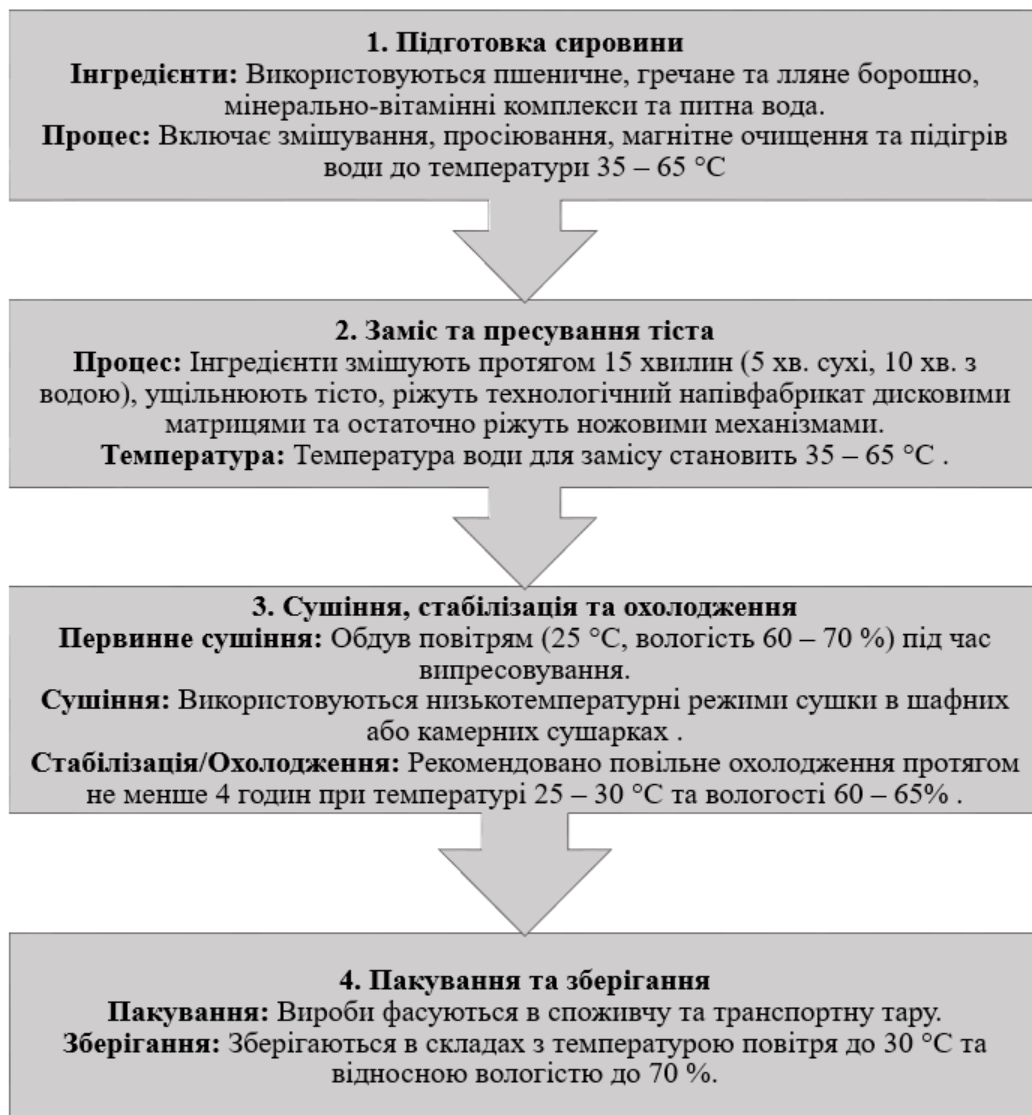 1. Підготовка сировини
Інгредієнти: Використовуються пшеничне, гречане та лляне борошно,
мінерально-вітамінні комплекси та питна вода.
Процес: Включає змішування, просіювання, магнітне очищення та підігрів
води до температури 35 – 65 °C
2. Заміс та пресування тіста
Процес: Інгредієнти змішують протягом 15 хвилин (5 хв. сухі, 10 хв. з
водою), ущільнюють тісто, ріжуть технологічний напівфабрикат дисковими
матрицями та остаточно ріжуть ножовими механізмами.
Температура: Температура води для замісу становить 35 – 65 °C .
3. Сушіння, стабілізація та охолодження
Первинне сушіння: Обдув повітрям (25 °C, вологість 60 – 70 %) під час
випресовування.
Сушіння: Використовуються низькотемпературні режими сушки в шафних
або камерних сушарках .
Стабілізація/Охолодження: Рекомендовано повільне охолодження протягом
не менше 4 годин при температурі 25 – 30 °C та вологості 60 – 65% .
4. Пакування та зберігання
Пакування: Вироби фасуються в споживчу та транспортну тару.
Зберігання: Зберігаються в складах з температурою повітря до 30 °C та
відносною вологістю до 70 %.